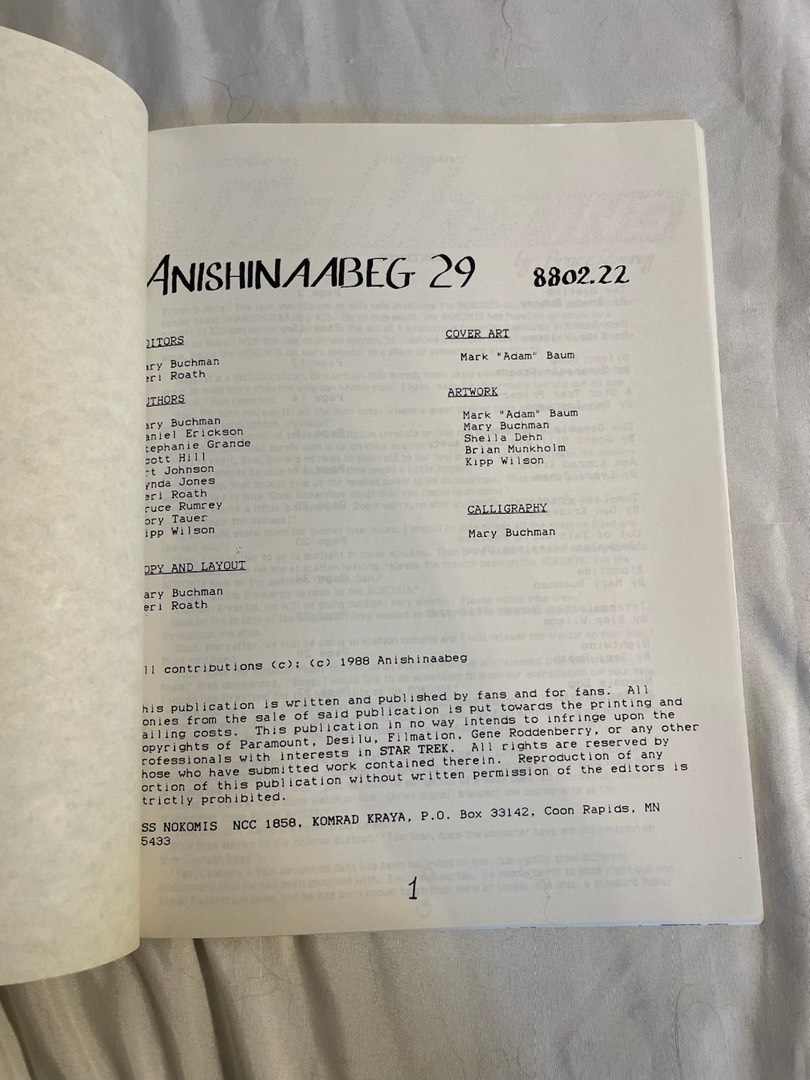 ANISHINAABEG 29 8802.22
DITORS
ary Buchman
eri Roath
UTHORS
ary Buchman
aniel Erickson
tephanie Grande
cott Hill
rt Johnson
ynda Jones
eri Roath
ruce Rumrey
ory Tauer
ipp Wilson
OPY AND LAYOUT
ary Buchman
eri Roath
COVER ART
Mark "Adam" Baum
ARTWORK
Mark "Adam" Baum
Mary Buchman
Sheila Dehn
Brian Munkholm
Kipp Wilson
CALLIGRAPHY
Mary Buchman
ll contributions (c); (c) 1988 Anishinaabeg
his publication is written and published by fans and for fans. All
onies from the sale of said publication is put towards the printing and
ailing costs. This publication in no way intends to infringe upon the
opyrights of Paramount, Desilu, Filmation, Gene Roddenberry, or any other
rofessionals with interests in STAR TREK. All rights are reserved by
hose who have submitted work contained therein. Reproduction of any
ortion of this publication without written permission of the editors is
trictly prohibited.
SS NOKOMIS NCC 1858, KOMRAD KRAYA, P.O. Box 33142, Coon Rapids, MN
5433
1